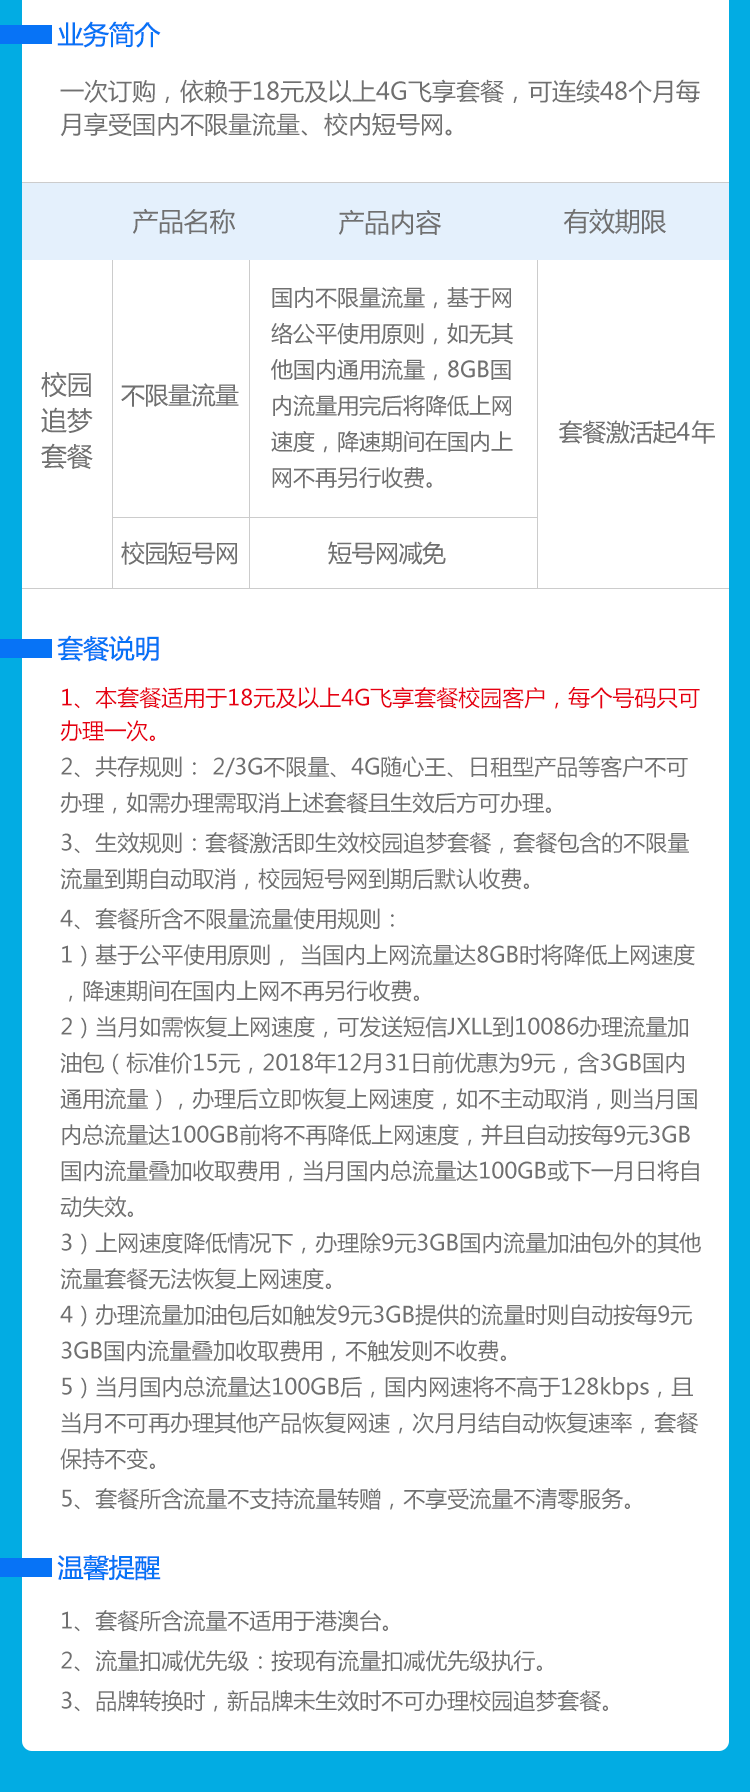 业务简介
一次订购，依赖于18元及以上4G飞享套餐，可连续48个月每
月享受国内不限量流量、校内短号网。
产品名称 产品内容 有效期限
校园
追梦
套餐
不限量流量
国内不限量流量，基于网
络公平使用原则，如无其
他国内通用流量，8GB国
内流量用完后将降低上网
速度，降速期间在国内上
网不再另行收费。
套餐激活起4年
校园短号网 短号网减免
套餐说明
1、本套餐适用于18元及以上4G飞享套餐校园客户，每个号码只可
办理一次。
2、共存规则： 2/3G不限量、4G随心王、日租型产品等客户不可
办理，如需办理需取消上述套餐且生效后方可办理。
3、生效规则：套餐激活即生效校园追梦套餐，套餐包含的不限量
流量到期自动取消，校园短号网到期后默认收费。
4、套餐所含不限量流量使用规则：
1）基于公平使用原则， 当国内上网流量达8GB时将降低上网速度
，降速期间在国内上网不再另行收费。
2）当月如需恢复上网速度，可发送短信JXLL到10086办理流量加
油包（标准价15元，2018年12月31日前优惠为9元，含3GB国内
通用流量），办理后立即恢复上网速度，如不主动取消，则当月国
内总流量达100GB前将不再降低上网速度，并且自动按每9元3GB
国内流量叠加收取费用，当月国内总流量达100GB或下一月日将自
动失效。
3）上网速度降低情况下，办理除9元3GB国内流量加油包外的其他
流量套餐无法恢复上网速度。
4）办理流量加油包后如触发9元3GB提供的流量时则自动按每9元
3GB国内流量叠加收取费用，不触发则不收费。
5）当月国内总流量达100GB后，国内网速将不高于128kbps，且
当月不可再办理其他产品恢复网速，次月月结自动恢复速率，套餐
保持不变。
5、套餐所含流量不支持流量转赠，不享受流量不清零服务。
温馨提醒
1、套餐所含流量不适用于港澳台。
2、流量扣减优先级：按现有流量扣减优先级执行。
3、品牌转换时，新品牌未生效时不可办理校园追梦套餐。